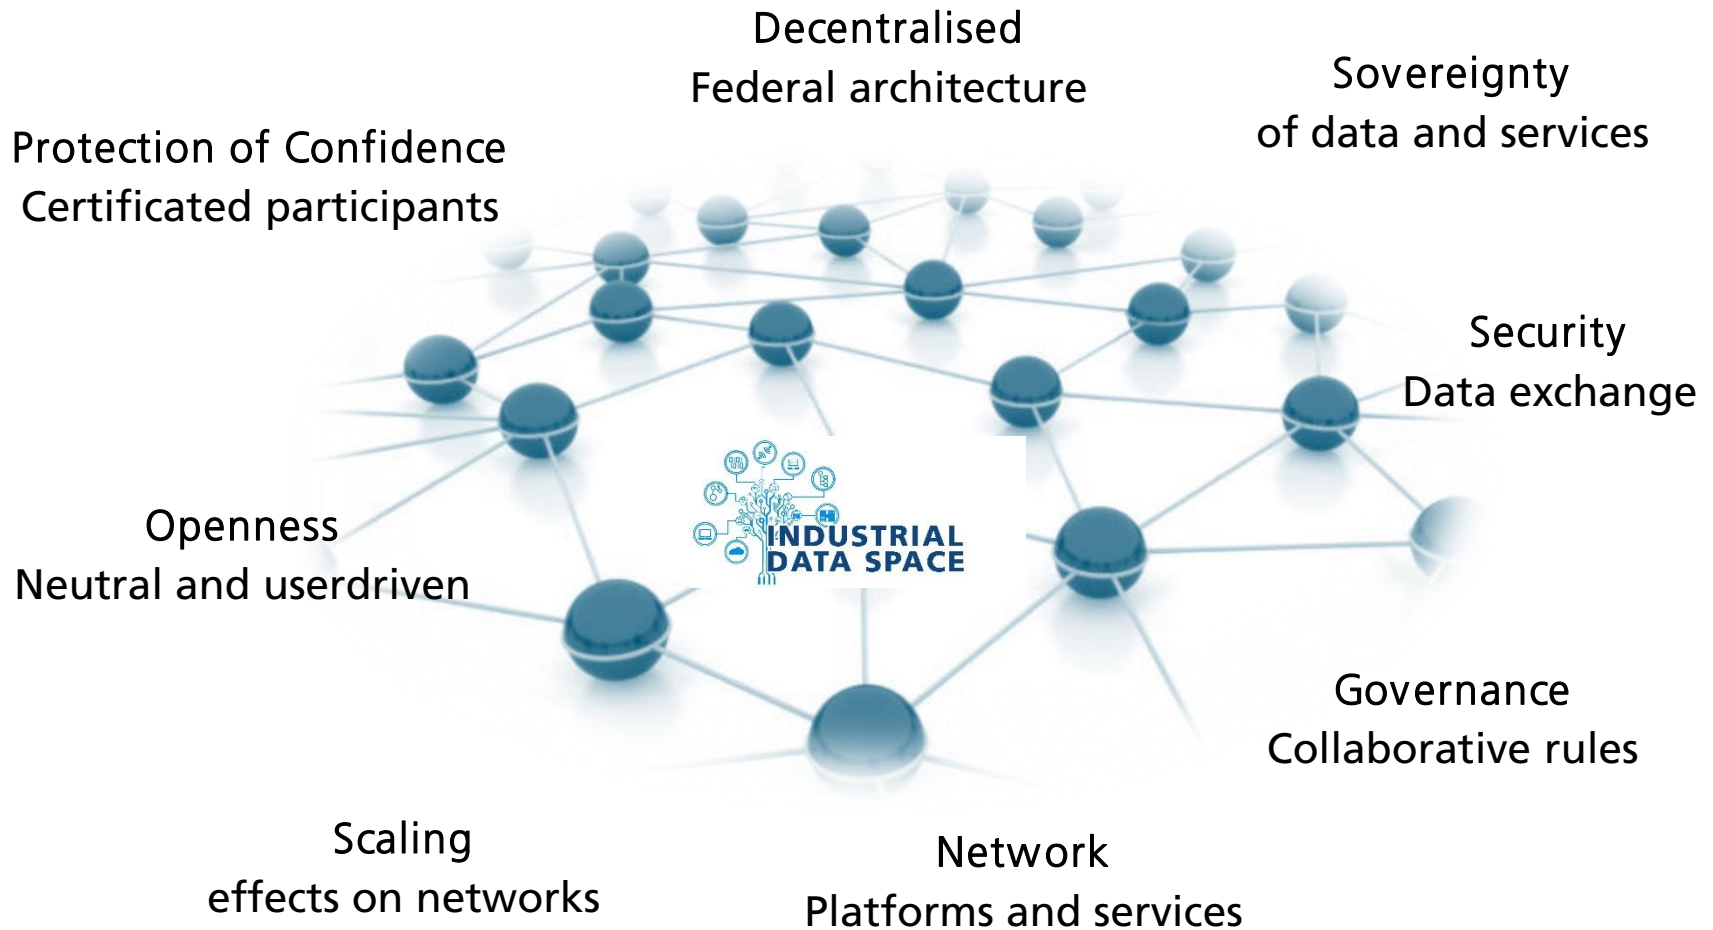 Decentralised
Federal architecture
Sovereignty
of data and services
Protection of Confidence
Certificated participants
Security
Data exchange
Openness
Neutral and userdriven
INDUSTRIAL
DATA SPACE
Governance
Collaborative rules
Scaling
effects on networks
Network
Platforms and services